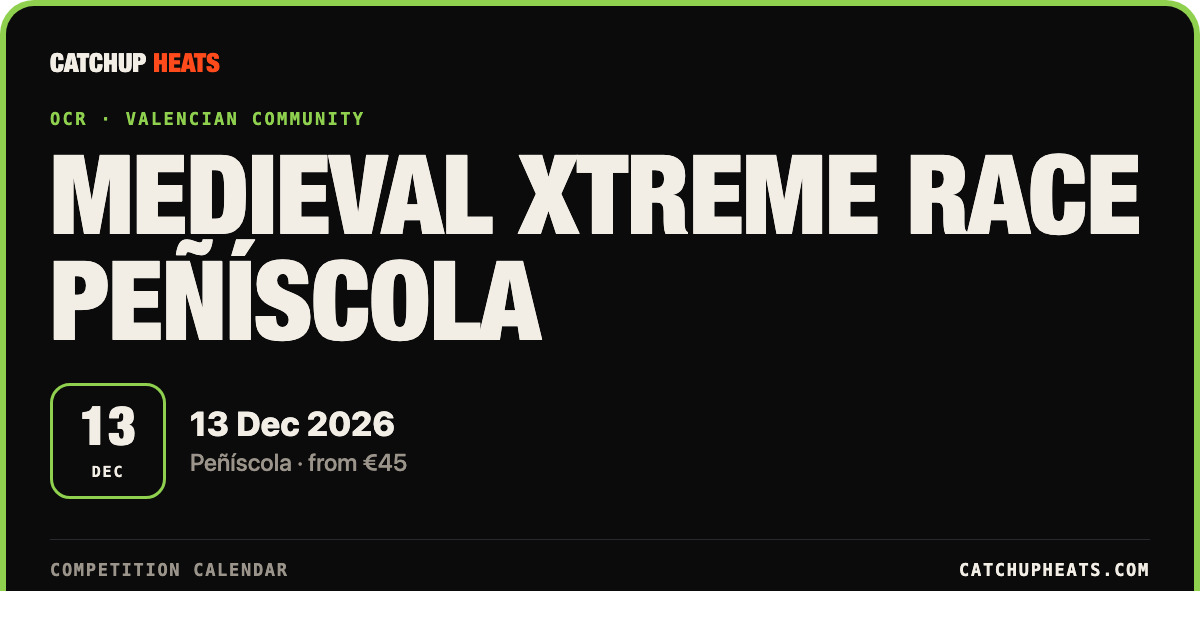 CATCHUP HEATS
OCR · VALENCIAN COMMUNITY
MEDIEVAL XTREME RACE
PEÑÍSCOLA
13
DEC
13 Dec 2026
Peñíscola · from €45
COMPETITION CALENDAR
CATCHUPHEATS.COM